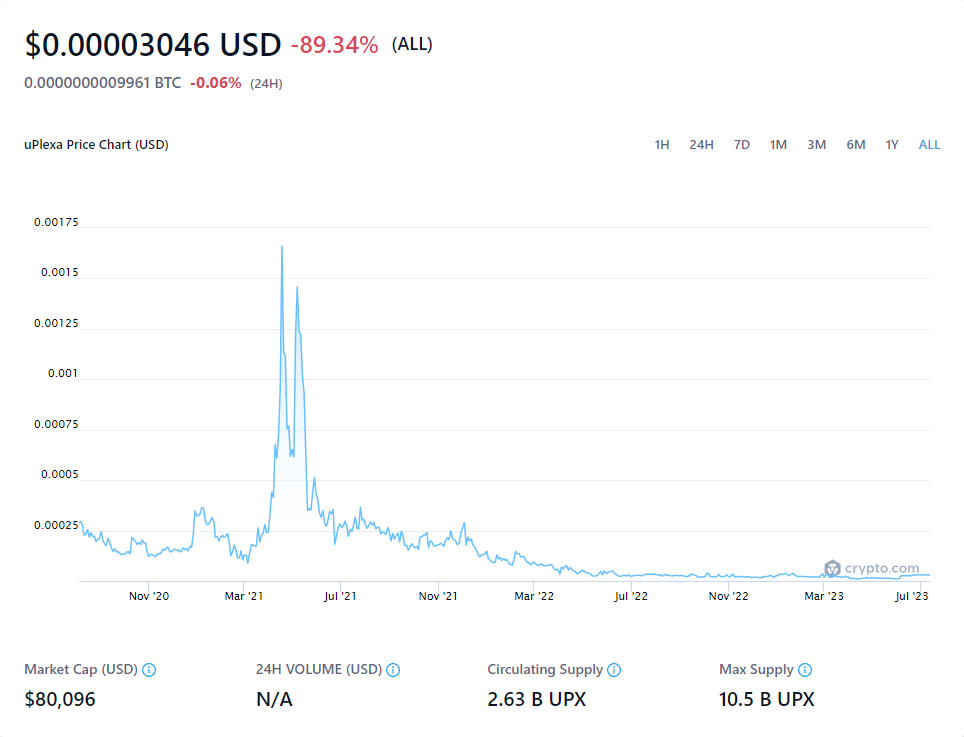 $0.00003046 USD -89.34% (ALL)
0.0000000009961 BTC -0.06% (24H)
uPlexa Price Chart (USD) 1H 24H 7D 1M 3M 6M 1Y ALL
0.00175
0.0015
0.00125
0.001
0.00075
0.0005
0.00025
crypto.com
Nov '20 Mar '21 Jul '21 Nov '21 Mar '22 Jul '22 Nov '22 Mar '23 Jul '23
Market Cap (USD) 24H VOLUME (USD) Circulating Supply Max Supply
$80,096 N/A 2.63 B UPX 10.5 B UPX